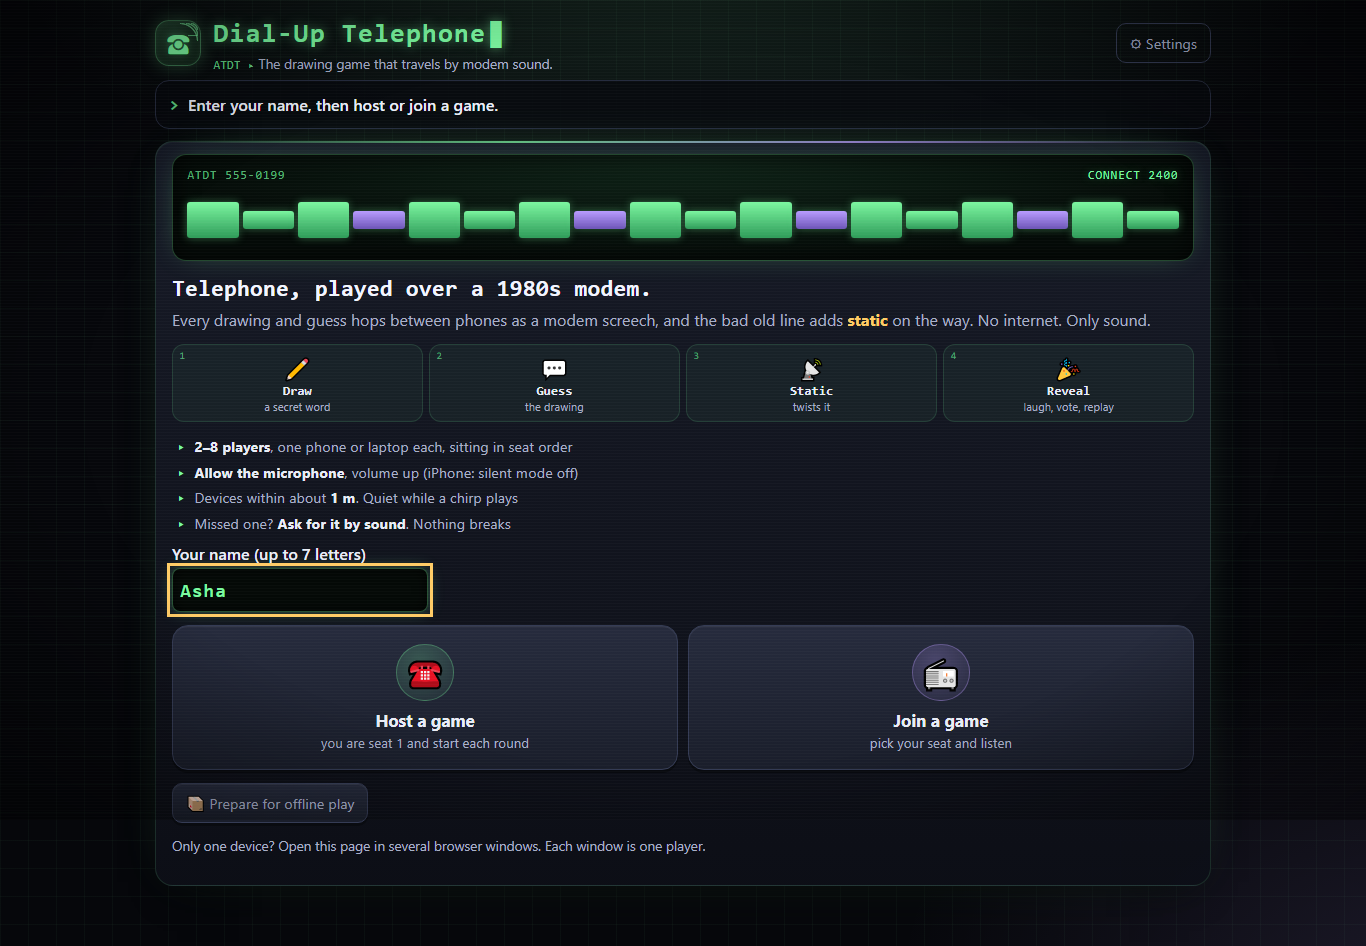 Dial-Up Telephone
ATDT ▸ The drawing game that travels by modem sound.
⚙ Settings
> Enter your name, then host or join a game.
ATDT 555-0199
CONNECT 2400
Telephone, played over a 1980s modem.
Every drawing and guess hops between phones as a modem screech, and the bad old line adds static on the way. No internet. Only sound.
1
Draw
a secret word
2
Guess
the drawing
3
Static
twists it
4
Reveal
laugh, vote, replay
▸ 2–8 players, one phone or laptop each, sitting in seat order
▸ Allow the microphone, volume up (iPhone: silent mode off)
▸ Devices within about 1 m. Quiet while a chirp plays
▸ Missed one? Ask for it by sound. Nothing breaks
Your name (up to 7 letters)
Asha
Host a game
you are seat 1 and start each round
Join a game
pick your seat and listen
Prepare for offline play
Only one device? Open this page in several browser windows. Each window is one player.